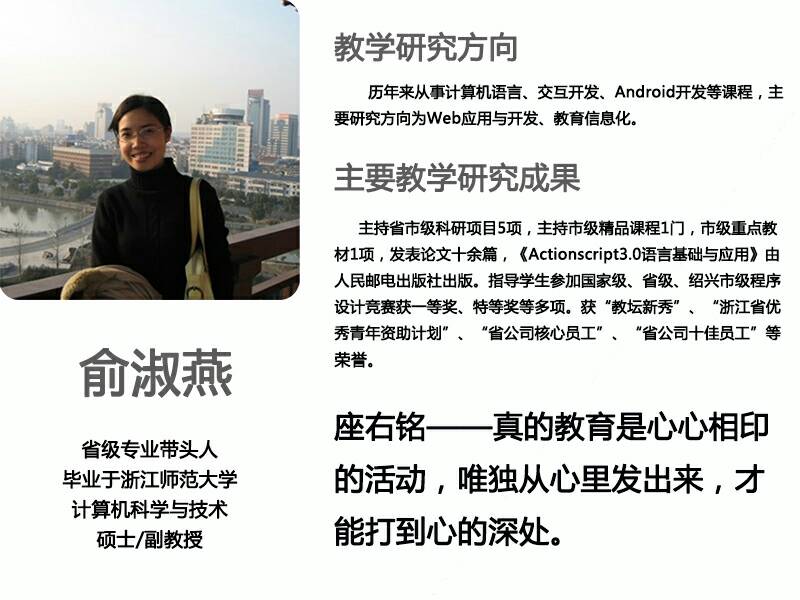 教学研究方向
历年来从事计算机语言、交互开发、Android开发等课程，主
要研究方向为Web应用与开发、教育信息化。
主要教学研究成果
主持省市级科研项目5项，主持市级精品课程1门，市级重点教
材1项，发表论文十余篇，《Actionscript3.0语言基础与应用》由
人民邮电出版社出版。指导学生参加国家级、省级、绍兴市级程序
设计竞赛获一等奖、特等奖等多项。获“教坛新秀”、“浙江省优
秀青年资助计划”、“省公司核心员工”、“省公司十佳员工”等
荣誉。
座右铭——真的教育是心心相印
的活动，唯独从心里发出来，才
能打到心的深处。
俞淑燕
省级专业带头人
毕业于浙江师范大学
计算机科学与技术
硕士/副教授